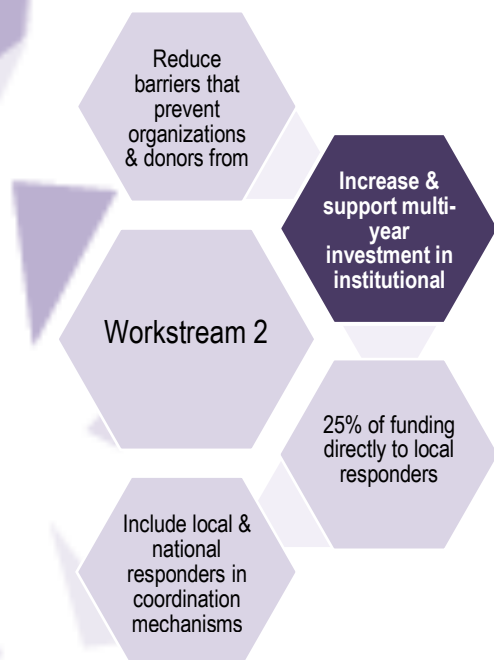 Reduce
barriers that
prevent
organizations
& donors from
Increase &
support multi-
year
investment in
institutional
Workstream 2
25% of funding
directly to local
responders
Include local &
national
responders in
coordination
mechanisms